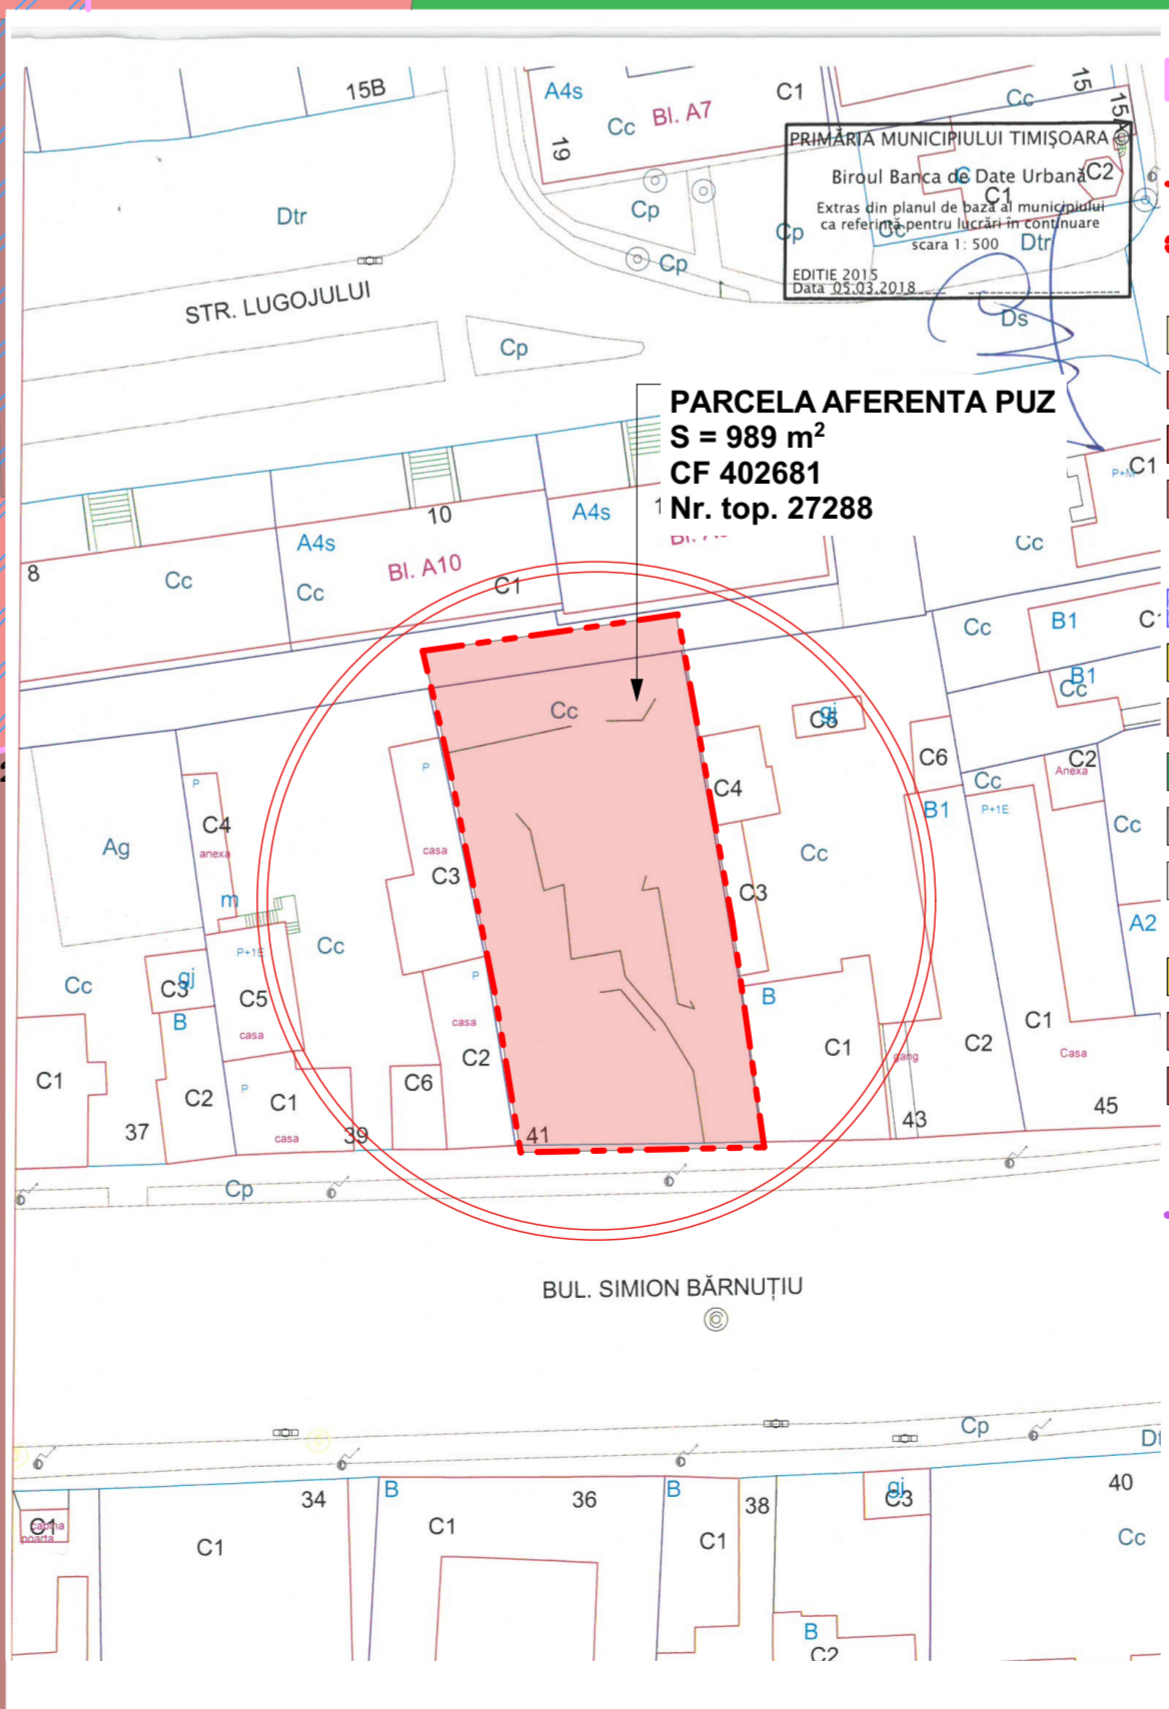 15B
A4s
Cc
Bl. A7
C1
19
Cc
15
15A
PRIMĂRIA MUNICIPIULUI TIMIȘOARA
Biroul Banca de Date Urbană
C2
C1
Extras din planul de bază al municipiului
ca referință pentru lucrări în continuare
scara 1: 500
EDITIE 2015
Data 05.03.2018
Dtr
Cp
Cp
Cp
Cc
Dtr
Ds
STR. LUGOJULUI
Cp
PARCELA AFERENTA PUZ
S = 989 m²
CF 402681
Nr. top. 27288
P+M
C1
10
A4s
A4s
Cc
8
Cc
Cc
Bl. A10
C1
Cc
B1
Cc
B1
Cc
gj
C5
P
P
C4
anexa
Ag
casa
C3
C4
C6
Cc
C2
Anexa
B1
P+1E
Cc
Cc
C3
m
Cc
A2
P+1E
Cc
gj
C3
C5
casa
B
P
casa
C2
B
C1
C2
C1
Casa
gang
C1
C2
P
C1
casa
C6
37
39
41
43
45
Cp
BUL. SIMION BĂRNUȚIU
Cp
34
B
36
B
38
gj
C3
40
C1
cabina
poarta
C1
C1
C1
Cc
B
C2